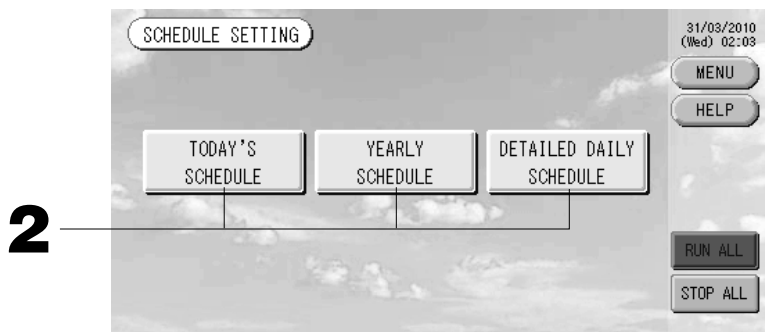 SCHEDULE SETTING
31/03/2010
(Wed) 02:03
MENU
HELP
TODAY'S
SCHEDULE
YEARLY
SCHEDULE
DETAILED DAILY
SCHEDULE
2
RUN ALL
STOP ALL